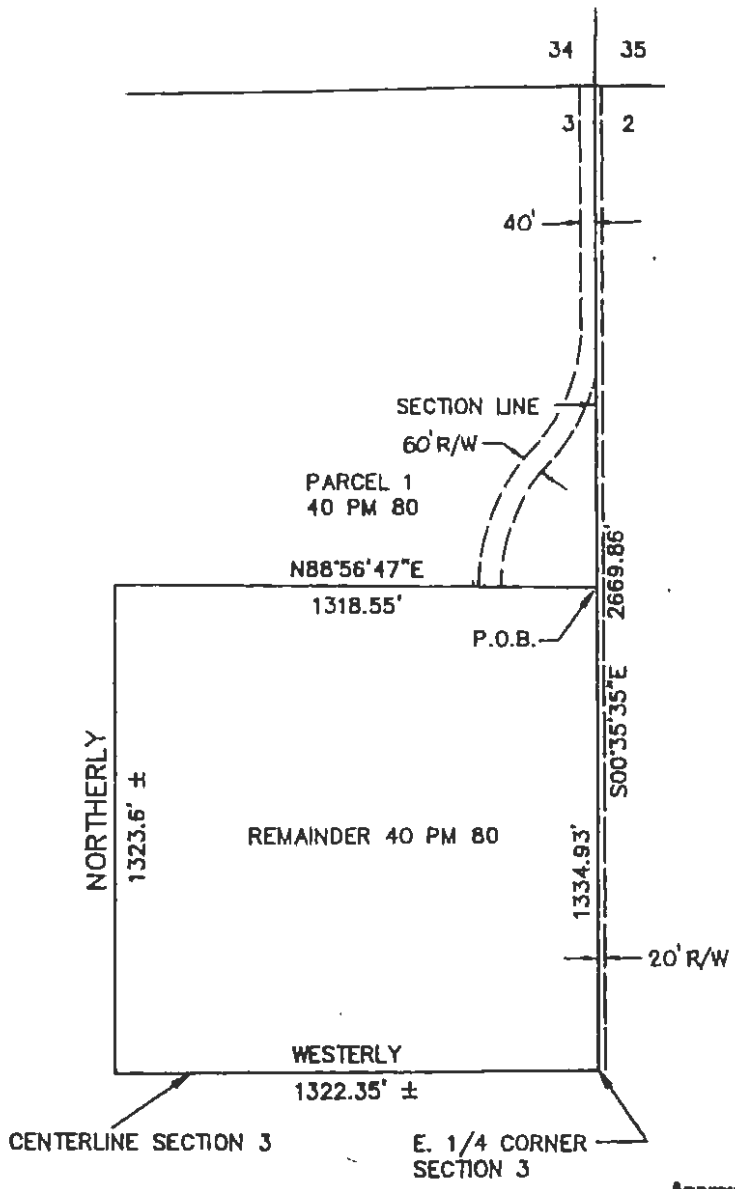 34 35
3 2
40'
SECTION LINE
60' R/W
PARCEL 1
40 PM 80
N88°56'47"E
1318.55'
P.O.B.
2669.86'
S00°35'35"E
NORTHERLY
1323.6' ±
REMAINDER 40 PM 80
1334.93'
20' R/W
WESTERLY
1322.35' ±
CENTERLINE SECTION 3
E. 1/4 CORNER
SECTION 3